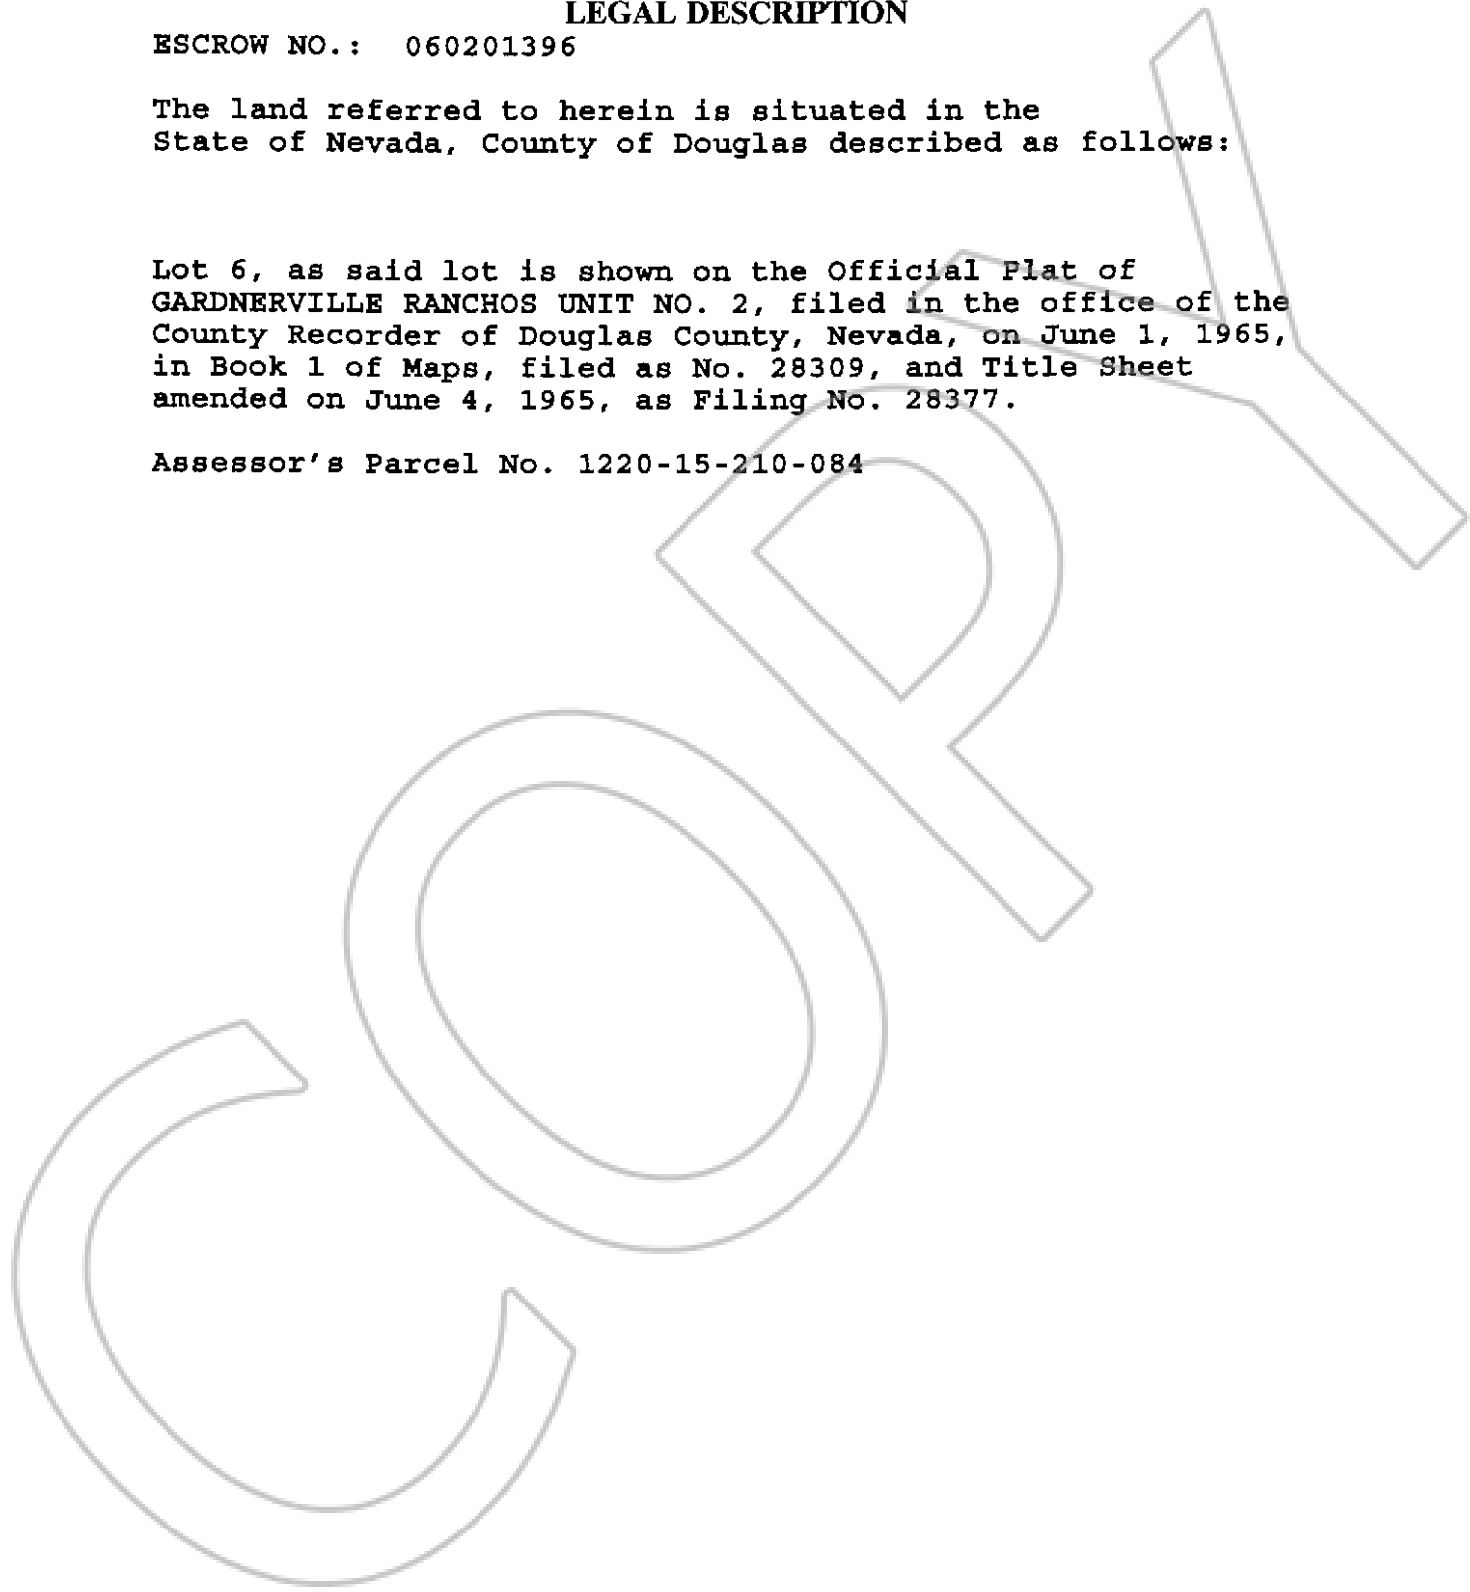 LEGAL DESCRIPTION
ESCROW NO.: 060201396
The land referred to herein is situated in the
State of Nevada, County of Douglas described as follows:
Lot 6, as said lot is shown on the Official Plat of
GARDNERVILLE RANCHOS UNIT NO. 2, filed in the office of the
County Recorder of Douglas County, Nevada, on June 1, 1965,
in Book 1 of Maps, filed as No. 28309, and Title Sheet
amended on June 4, 1965, as Filing No. 28377.
Assessor's Parcel No. 1220-15-210-084
COPY